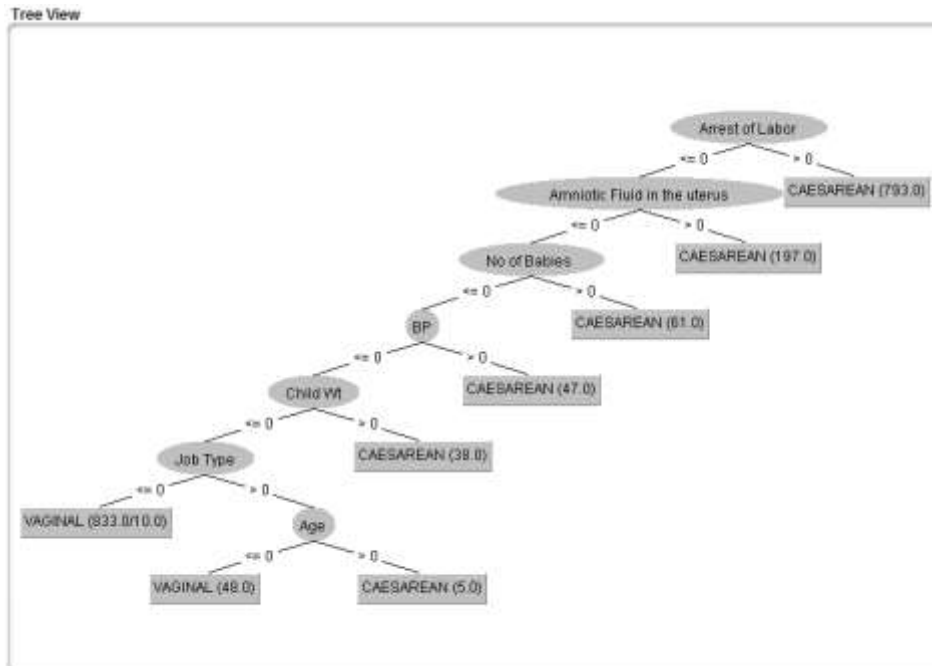 Tree View
Arrest of Labor
<= 0
> 0
Amniotic Fluid in the uterus
CAESAREAN (793.0)
<= 0
> 0
No of Babies
CAESAREAN (197.0)
<= 0
> 0
BP
CAESAREAN (61.0)
<= 0
> 0
Child Wt
CAESAREAN (47.0)
<= 0
> 0
Job Type
CAESAREAN (38.0)
<= 0
> 0
VAGINAL (833.0/10.0)
Age
<= 0
> 0
VAGINAL (48.0)
CAESAREAN (5.0)